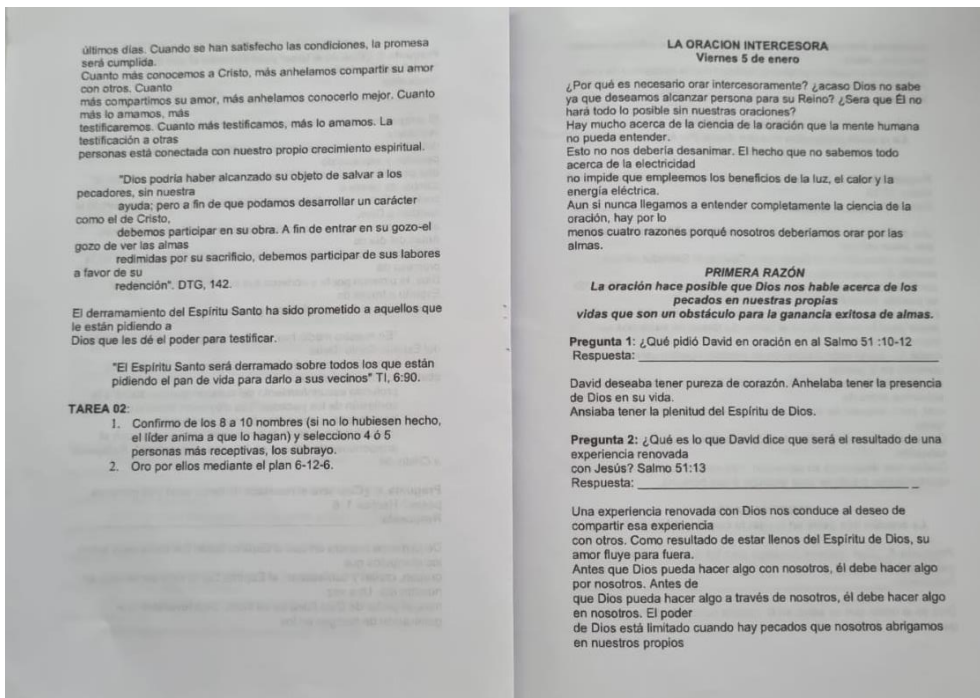 últimos días. Cuando se han satisfecho las condiciones, la promesa
será cumplida.
Cuanto más conocemos a Cristo, más anhelamos compartir su amor
con otros. Cuanto
más compartimos su amor, más anhelamos conocerlo mejor. Cuanto
más lo amamos, más
testificaremos. Cuanto más testificamos, más lo amamos. La
testificación a otras
personas está conectada con nuestro propio crecimiento espiritual.
"Dios podría haber alcanzado su objeto de salvar a los
pecadores, sin nuestra
ayuda; pero a fin de que podamos desarrollar un carácter
como el de Cristo,
debemos participar en su obra. A fin de entrar en su gozo-el
gozo de ver las almas
redimidas por su sacrificio, debemos participar de sus labores
a favor de su
redención". DTG, 142.
El derramamiento del Espíritu Santo ha sido prometido a aquellos que
le están pidiendo a
Dios que les dé el poder para testificar.
"El Espíritu Santo será derramado sobre todos los que están
pidiendo el pan de vida para darlo a sus vecinos" TI, 6:90.
TAREA 02:
1. Confirmo de los 8 a 10 nombres (si no lo hubiesen hecho,
el líder anima a que lo hagan) y selecciono 4 ó 5
personas más receptivas, los subrayo.
2. Oro por ellos mediante el plan 6-12-6.
LA ORACION INTERCESORA
Viernes 5 de enero
¿Por qué es necesario orar intercesoramente? ¿acaso Dios no sabe
ya que deseamos alcanzar persona para su Reino? ¿Sera que Él no
hará todo lo posible sin nuestras oraciones?
Hay mucho acerca de la ciencia de la oración que la mente humana
no pueda entender.
Esto no nos debería desanimar. El hecho que no sabemos todo
acerca de la electricidad
no impide que empleemos los beneficios de la luz, el calor y la
energía eléctrica.
Aun si nunca llegamos a entender completamente la ciencia de la
oración, hay por lo
menos cuatro razones porqué nosotros deberíamos orar por las
almas.
PRIMERA RAZÓN
La oración hace posible que Dios nos hable acerca de los
pecados en nuestras propias
vidas que son un obstáculo para la ganancia exitosa de almas.
Pregunta 1: ¿Qué pidió David en oración en al Salmo 51 :10-12
Respuesta:
David deseaba tener pureza de corazón. Anhelaba tener la presencia
de Dios en su vida.
Ansiaba tener la plenitud del Espíritu de Dios.
Pregunta 2: ¿Qué es lo que David dice que será el resultado de una
experiencia renovada
con Jesús? Salmo 51:13
Respuesta:
Una experiencia renovada con Dios nos conduce al deseo de
compartir esa experiencia
con otros. Como resultado de estar llenos del Espíritu de Dios, su
amor fluye para fuera.
Antes que Dios pueda hacer algo con nosotros, él debe hacer algo
por nosotros. Antes de
que Dios pueda hacer algo a través de nosotros, él debe hacer algo
en nosotros. El poder
de Dios está limitado cuando hay pecados que nosotros abrigamos
en nuestros propios